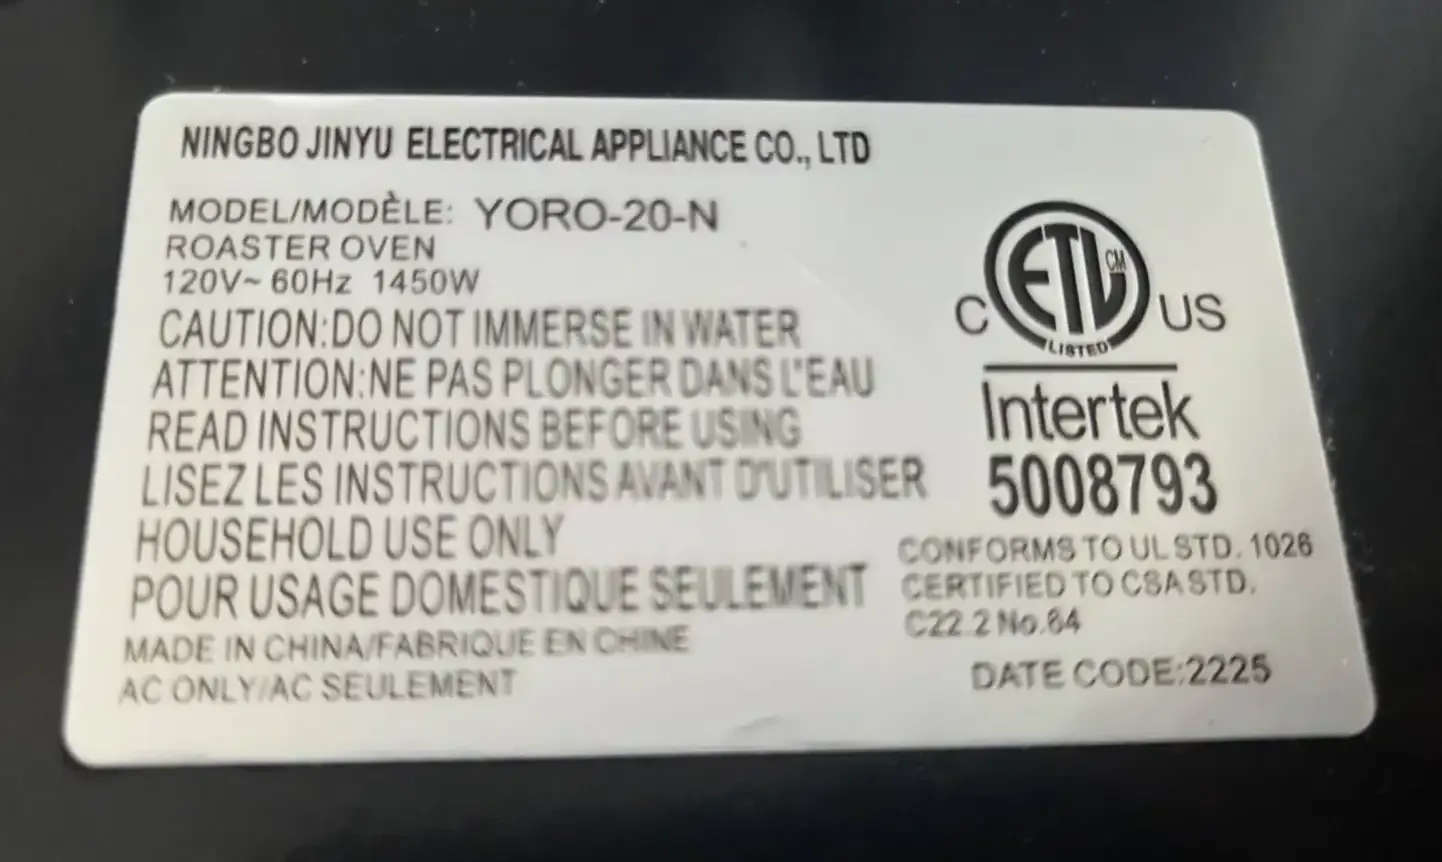 NINGBO JINYU ELECTRICAL APPLIANCE CO., LTD
MODEL/MODÈLE: YORO-20-N
ROASTER OVEN
120V~ 60Hz 1450W
CAUTION:DO NOT IMMERSE IN WATER
ATTENTION:NE PAS PLONGER DANS L'EAU
READ INSTRUCTIONS BEFORE USING
LISEZ LES INSTRUCTIONS AVANT D'UTILISER
HOUSEHOLD USE ONLY
POUR USAGE DOMESTIQUE SEULEMENT
MADE IN CHINA/FABRIQUE EN CHINE
AC ONLY/AC SEULEMENT
ETL CM
C US
LISTED
Intertek
5008793
CONFORMS TO UL STD. 1026
CERTIFIED TO CSA STD.
C22.2 No.64
DATE CODE:2225